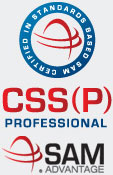 CERTIFIED IN STANDARDS BASED SAM
CSS(P)
PROFESSIONAL
SAM
ADVANTAGE